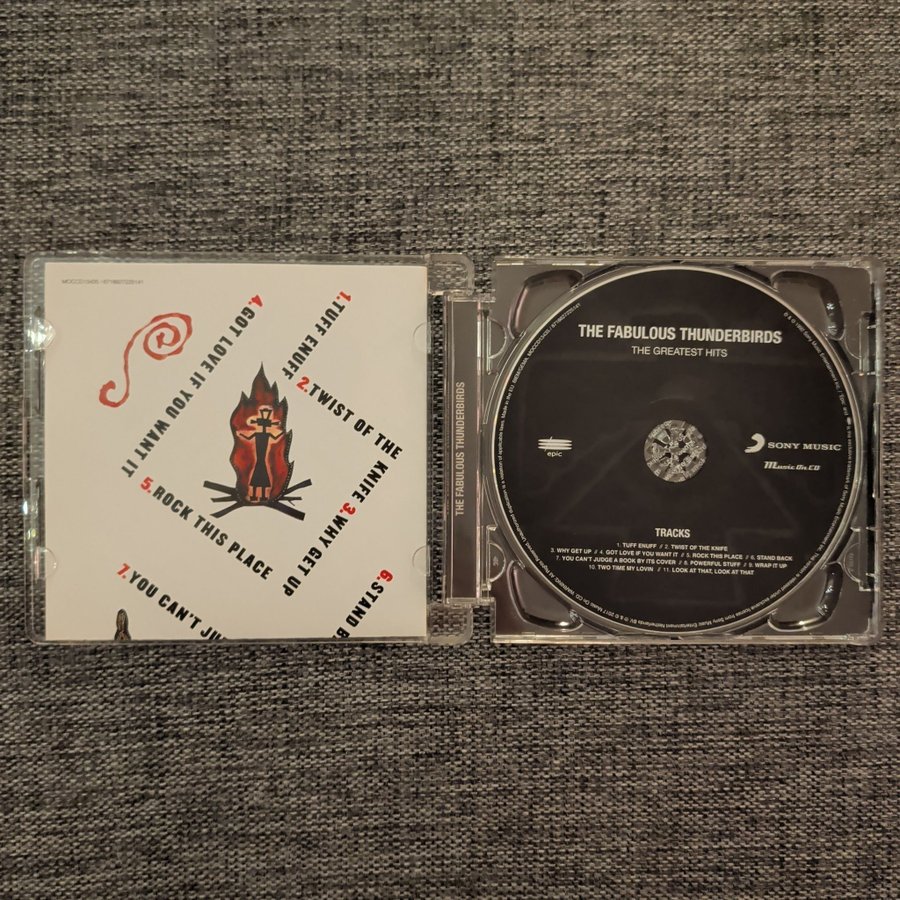 MOCCD13405 / 8718627225141
1.TUFF ENUFF 2.TWIST OF THE
KNIFE 3.WHY GET UP
4.GOT LOVE IF YOU WANT IT
5.ROCK THIS PLACE
6.STAND B
7.YOU CAN'T JU
THE FABULOUS THUNDERBIRDS
THE FABULOUS THUNDERBIRDS
THE GREATEST HITS
epic
SONY MUSIC
Music On CD
TRACKS
1. TUFF ENUFF // 2. TWIST OF THE KNIFE
3. WHY GET UP // 4. GOT LOVE IF YOU WANT IT // 5. ROCK THIS PLACE // 6. STAND BACK
7. YOU CAN'T JUDGE A BOOK BY ITS COVER // 8. POWERFUL STUFF // 9. WRAP IT UP
10. TWO TIME MY LOVIN // 11. LOOK AT THAT, LOOK AT THAT